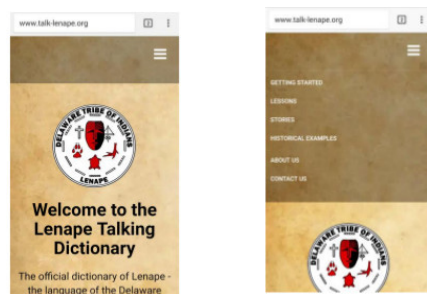 www.talk-lenape.org
DELAWARE TRIBE OF INDIANS
LENAPE
Welcome to the
Lenape Talking
Dictionary
The official dictionary of Lenape -
the language of the Delaware
www.talk-lenape.org
GETTING STARTED
LESSONS
STORIES
HISTORICAL EXAMPLES
ABOUT US
CONTACT US
DELAWARE TRIBE OF INDIANS